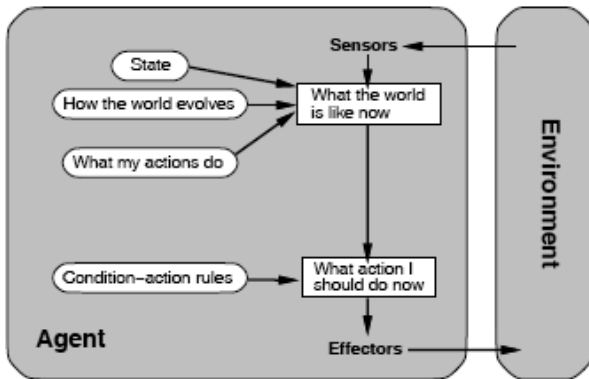 Sensors
State
How the world evolves
What my actions do
What the world
is like now
Condition−action rules
What action I
should do now
Agent
Effectors
Environment